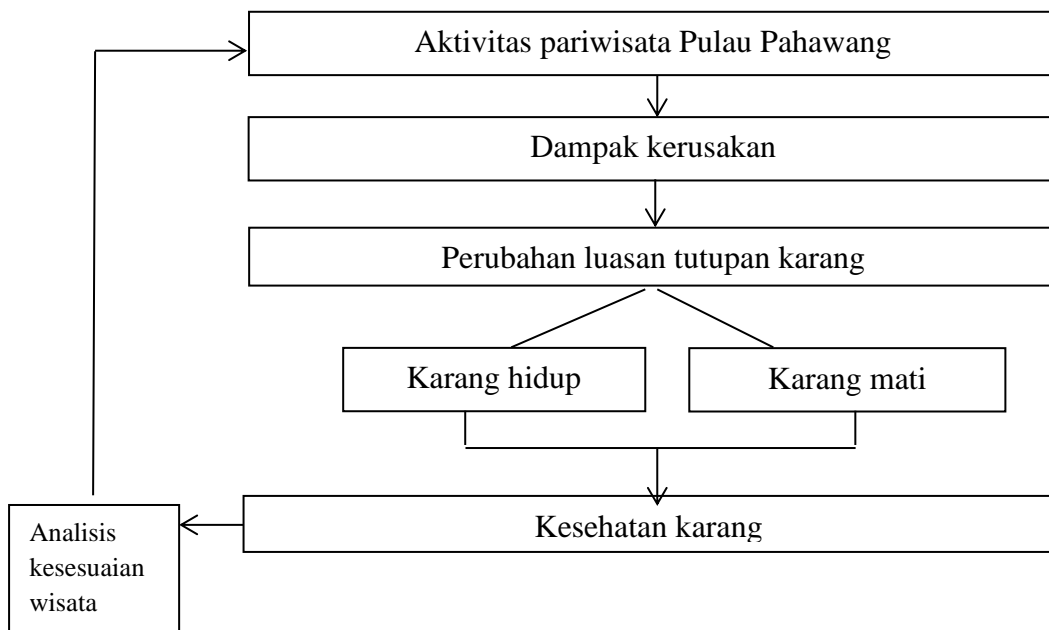 Aktivitas pariwisata Pulau Pahawang
Dampak kerusakan
Perubahan luasan tutupan karang
Karang hidup
Karang mati
Kesehatan karang
Analisis
kesesuaian
wisata